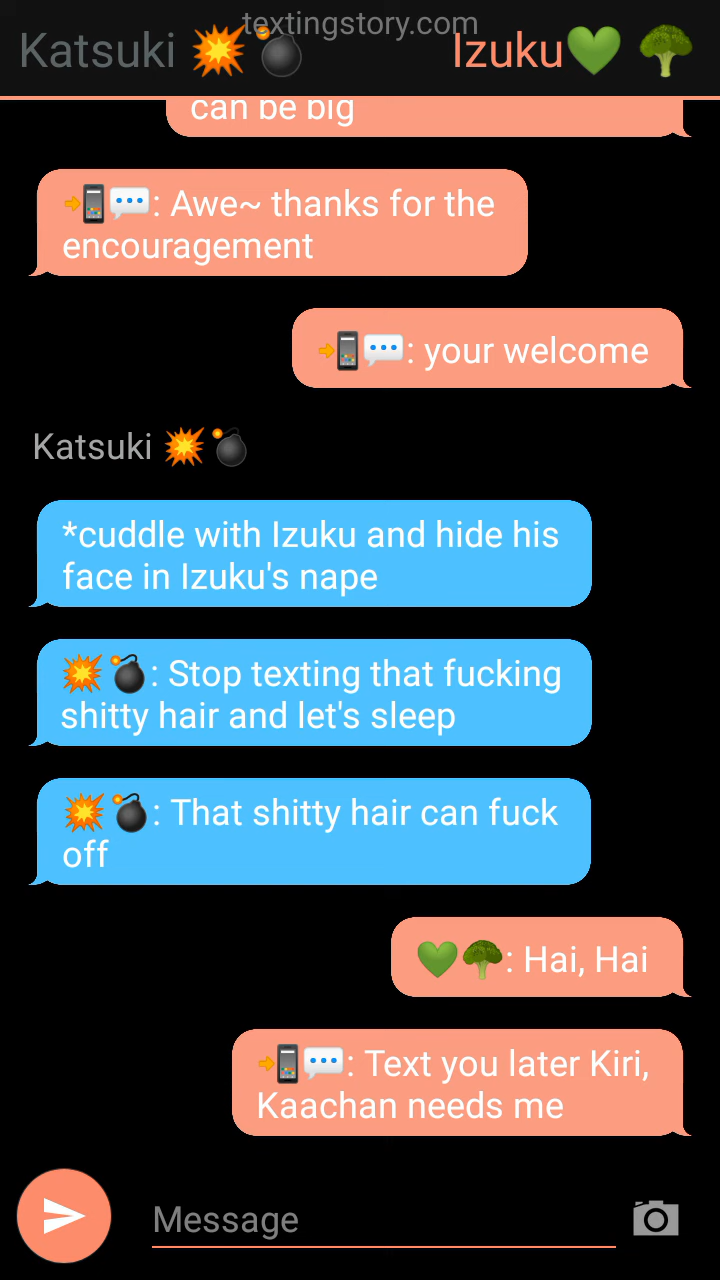 textingstory.com
Katsuki 💥💣 Izuku💚 🥦
can be big
📲💬: Awe~ thanks for the
encouragement
📲💬: your welcome
Katsuki 💥💣
*cuddle with Izuku and hide his
face in Izuku's nape
💥💣: Stop texting that fucking
shitty hair and let's sleep
💥💣: That shitty hair can fuck
off
💚🥦: Hai, Hai
📲💬: Text you later Kiri,
Kaachan needs me
Message